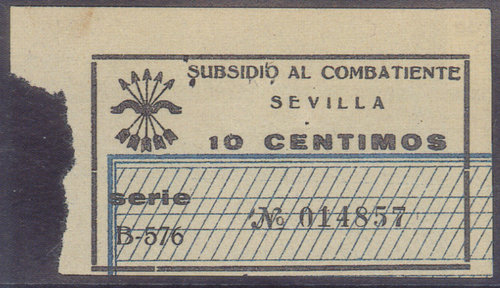 SUBSIDIO AL COMBATIENTE
SEVILLA
10 CENTIMOS
serie
B-576
№ 014857